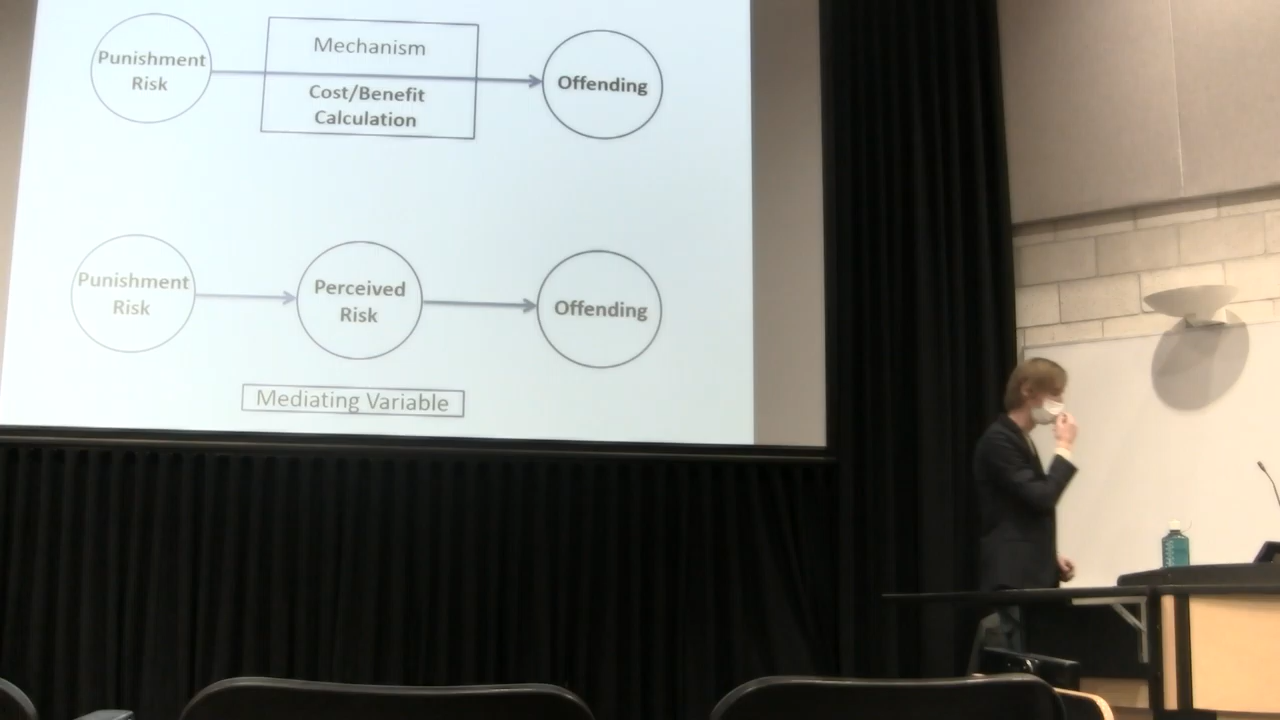 Punishment
Risk
Mechanism
Cost/Benefit
Calculation
Offending
Punishment
Risk
Perceived
Risk
Offending
Mediating Variable